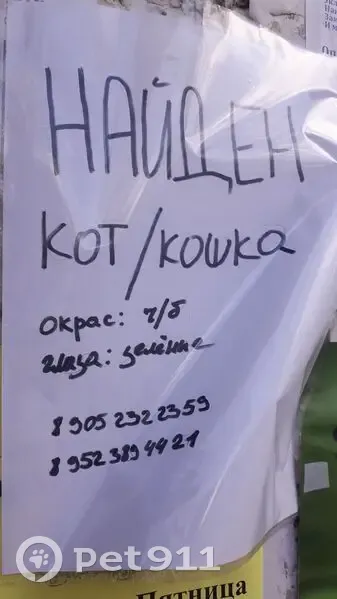 НАЙДЕН
КОТ/КОШКА
окрас: ч/б
глаза: зелёные
8 905 232 23 59
8 952 389 44 21
Pet911
Пятница